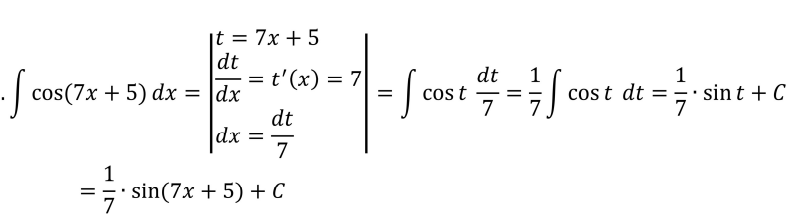 . ∫ cos(7x + 5) dx = | t = 7x + 5
dt/dx = t′(x) = 7
dx = dt/7 | = ∫ cos t dt/7 = 1/7 ∫ cos t dt = 1/7 · sin t + C
= 1/7 · sin(7x + 5) + C